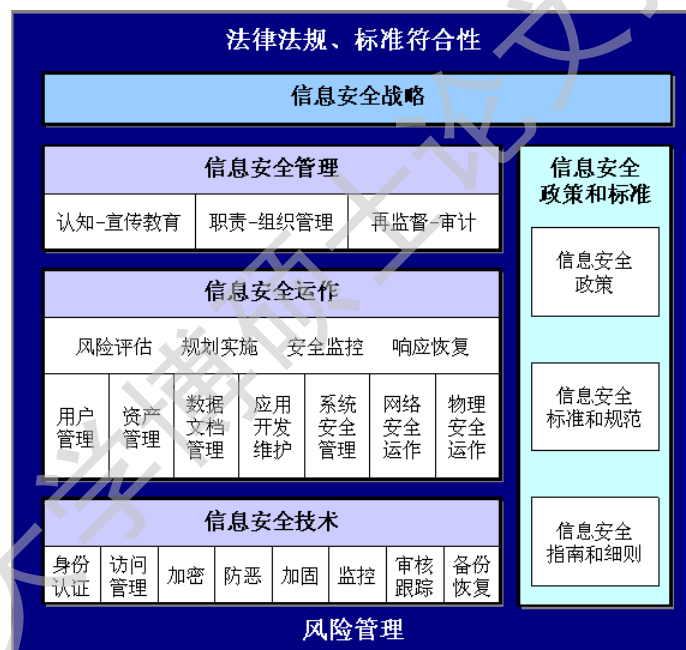 法律法规、标准符合性
信息安全战略
信息安全管理
认知-宣传教育 职责-组织管理 再监督-审计
信息安全运作
风险评估 规划实施 安全监控 响应恢复
用户
管理
资产
管理
数据
文档
管理
应用
开发
维护
系统
安全
管理
网络
安全
运作
物理
安全
运作
信息安全技术
身份
认证
访问
管理
加密
防恶
加固
监控
审核
跟踪
备份
恢复
信息安全
政策和标准
信息安全
政策
信息安全
标准和规范
信息安全
指南和细则
风险管理
大学博硕士论文